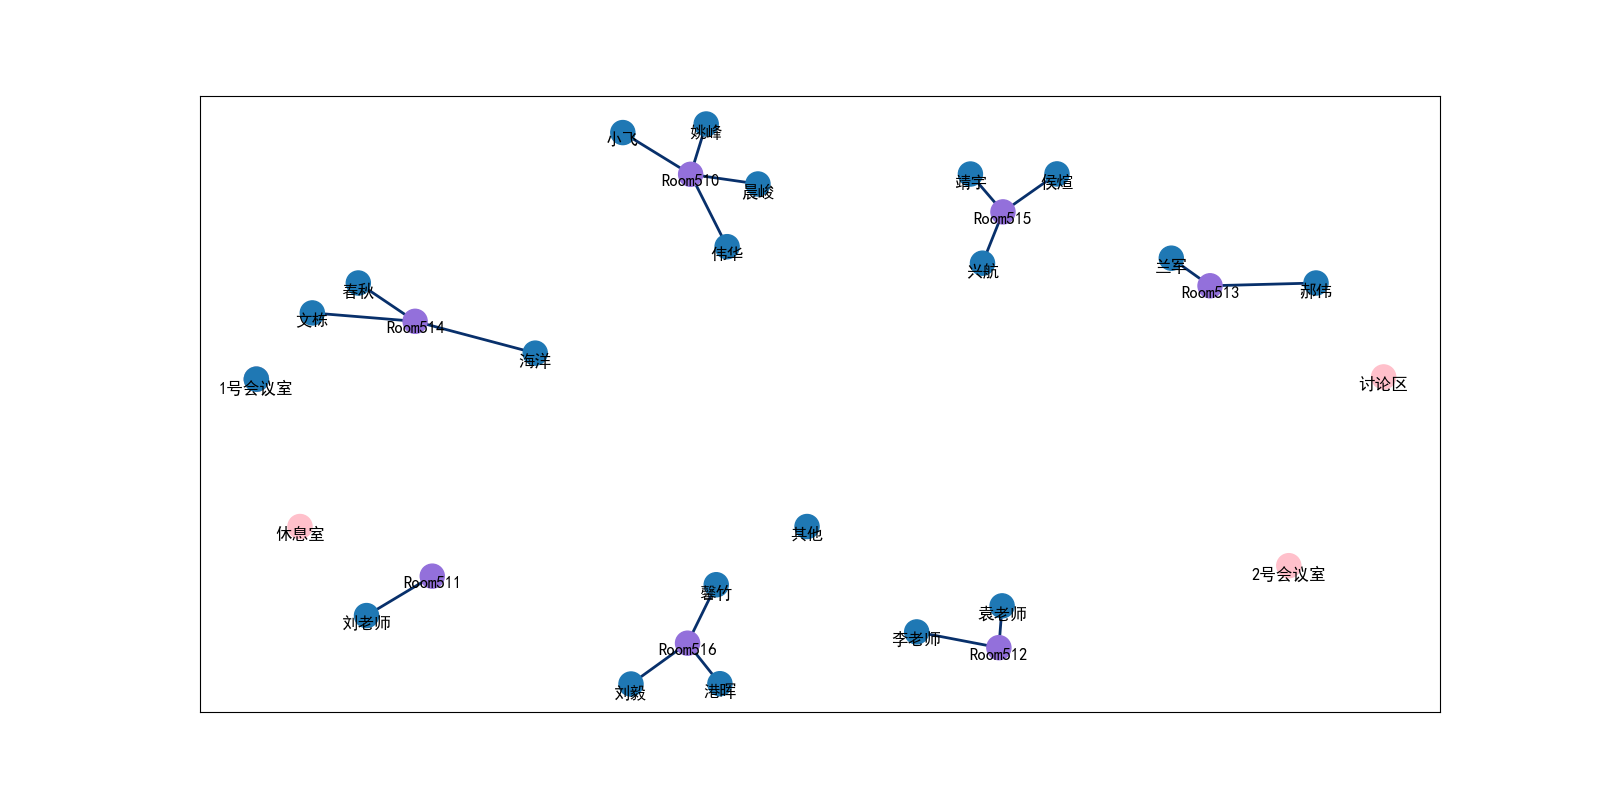 小飞
姚峰
Room510
晨峻
伟华
靖宇
侯煊
Room515
兴航
兰军
Room513
郝伟
春秋
文栋
Room514
海洋
1号会议室
讨论区
休息室
其他
2号会议室
Room511
刘老师
馨竹
Room516
刘毅
港晖
袁老师
李老师
Room512